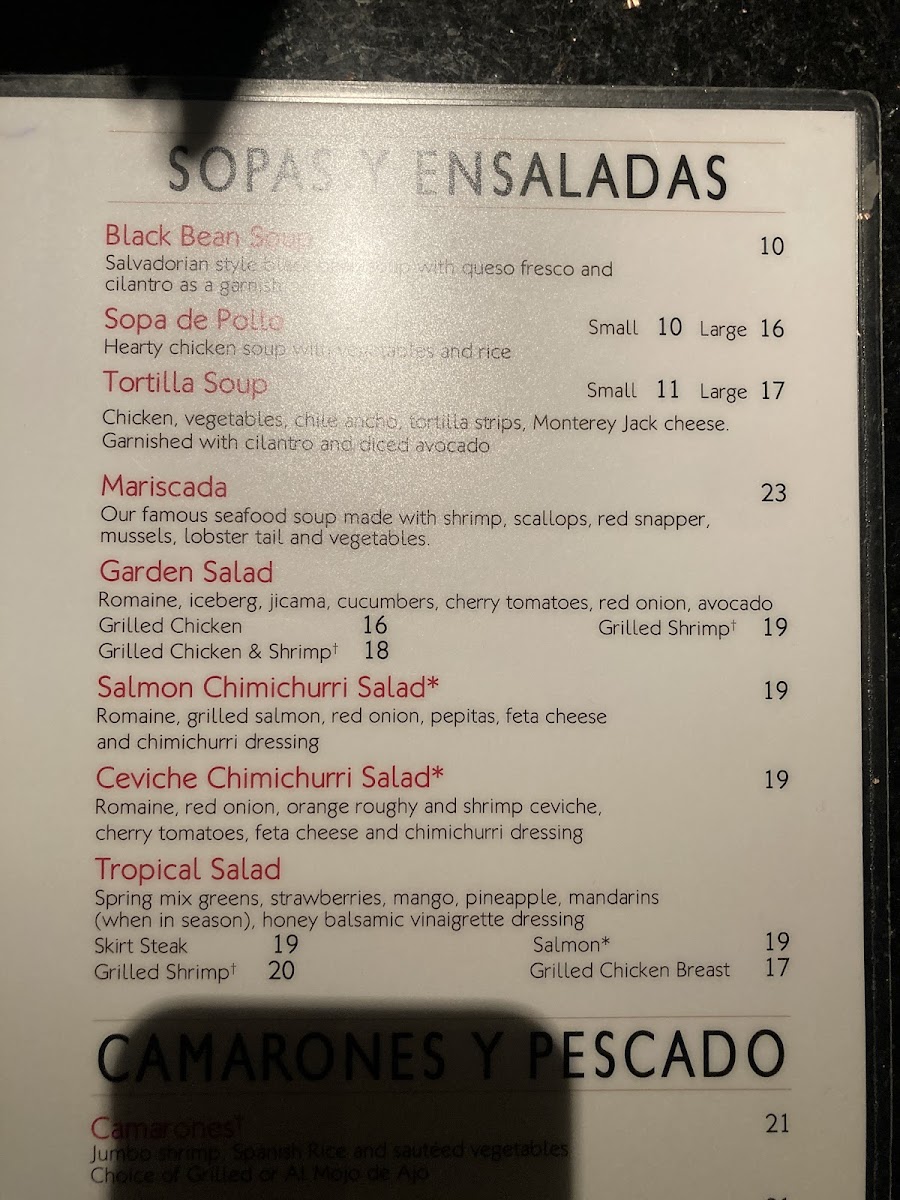 SOPAS Y ENSALADAS
Black Bean Soup 10
Salvadorian style black bean soup with queso fresco and
cilantro as a garnish
Sopa de Pollo Small 10 Large 16
Hearty chicken soup with vegetables and rice
Tortilla Soup Small 11 Large 17
Chicken, vegetables, chile ancho, tortilla strips, Monterey Jack cheese.
Garnished with cilantro and diced avocado
Mariscada 23
Our famous seafood soup made with shrimp, scallops, red snapper,
mussels, lobster tail and vegetables.
Garden Salad
Romaine, iceberg, jicama, cucumbers, cherry tomatoes, red onion, avocado
Grilled Chicken 16 Grilled Shrimp† 19
Grilled Chicken & Shrimp† 18
Salmon Chimichurri Salad* 19
Romaine, grilled salmon, red onion, pepitas, feta cheese
and chimichurri dressing
Ceviche Chimichurri Salad* 19
Romaine, red onion, orange roughy and shrimp ceviche,
cherry tomatoes, feta cheese and chimichurri dressing
Tropical Salad
Spring mix greens, strawberries, mango, pineapple, mandarins
(when in season), honey balsamic vinaigrette dressing
Skirt Steak 19 Salmon* 19
Grilled Shrimp† 20 Grilled Chicken Breast 17
CAMARONES Y PESCADO
Camarones† 21
Jumbo shrimp, Spanish Rice and sautéed vegetables
Choice of Grilled or Al Mojo de Ajo